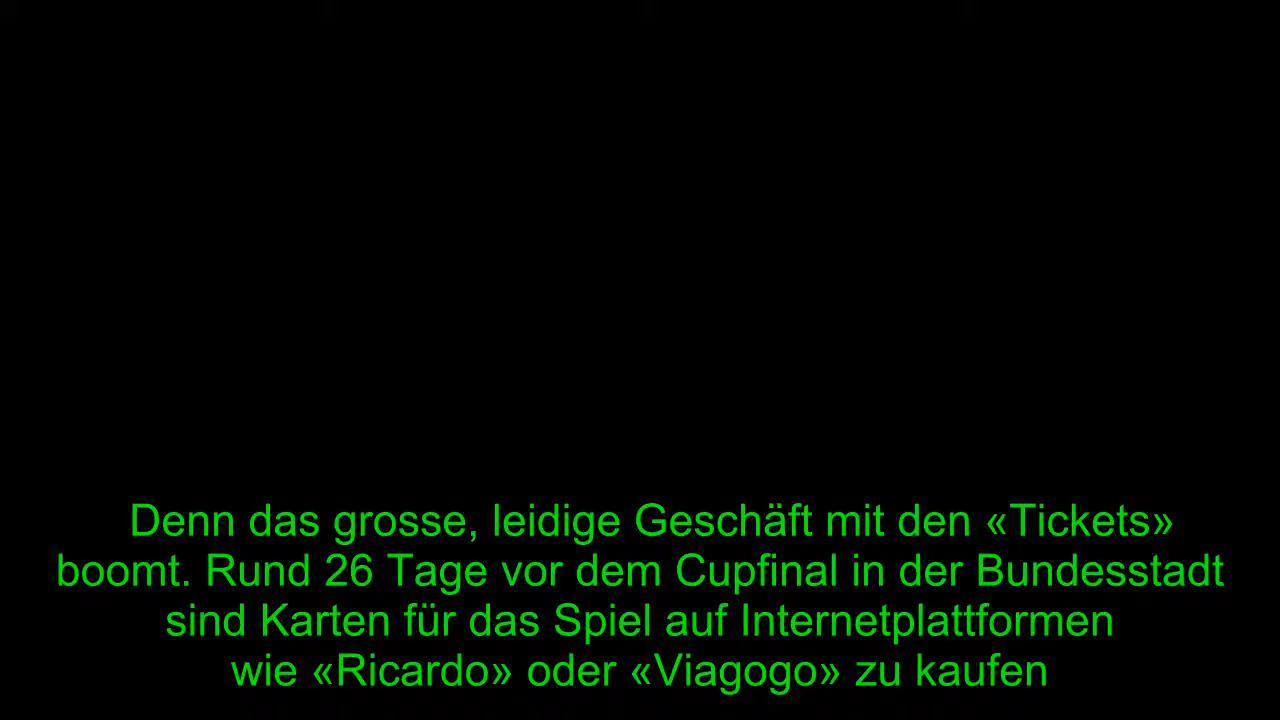 Denn das grosse, leidige Geschäft mit den «Tickets»
boomt. Rund 26 Tage vor dem Cupfinal in der Bundesstadt
sind Karten für das Spiel auf Internetplattformen
wie «Ricardo» oder «Viagogo» zu kaufen